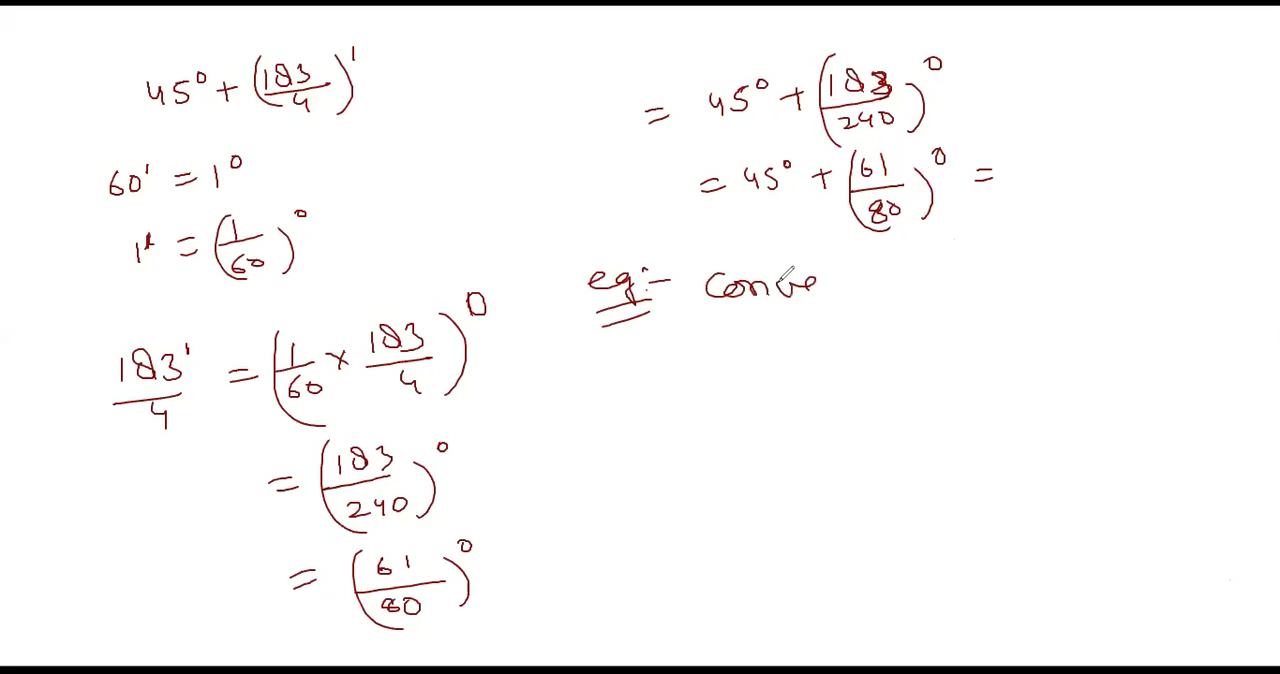 45° + (183/4)'
60' = 1°
1' = (1/60)°
183'/4 = (1/60 × 183/4)°
= (183/240)°
= (61/80)°
= 45° + (183/240)°
= 45° + (61/80)° =
eg:- conve